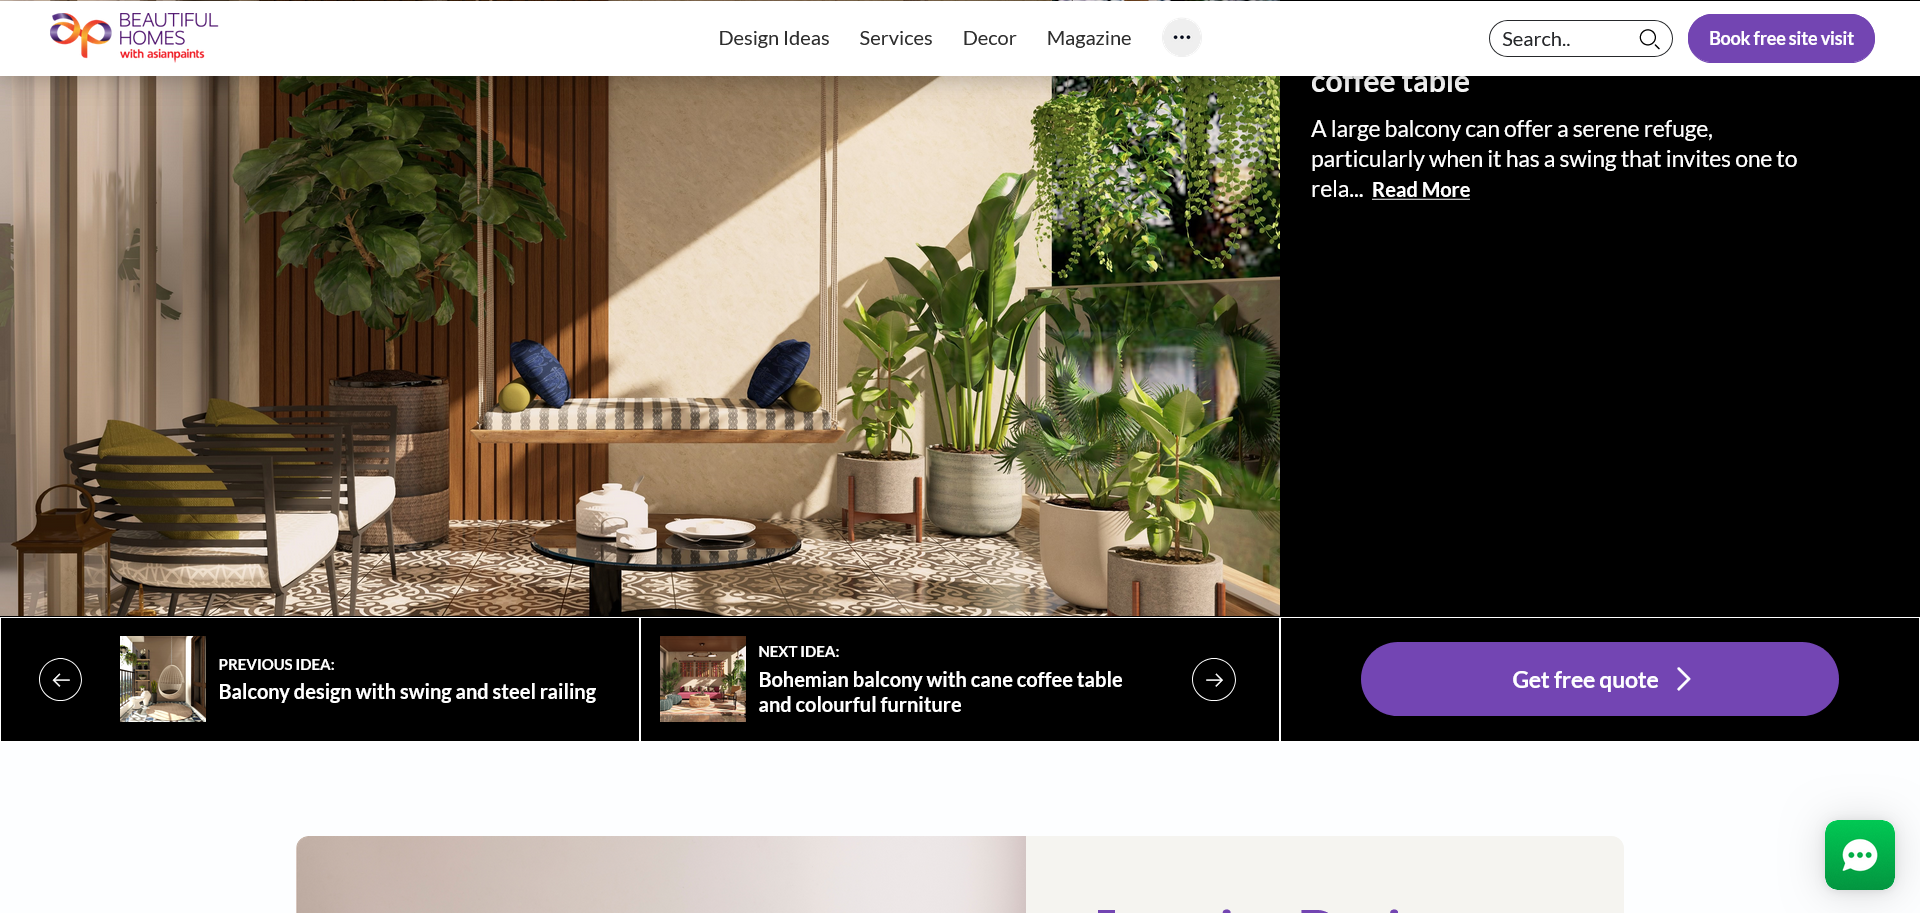 BEAUTIFUL
HOMES
with asianpaints
Design Ideas
Services
Decor
Magazine
Search..
Book free site visit
coffee table
A large balcony can offer a serene refuge,
particularly when it has a swing that invites one to
rela... Read More
PREVIOUS IDEA:
Balcony design with swing and steel railing
NEXT IDEA:
Bohemian balcony with cane coffee table
and colourful furniture
Get free quote